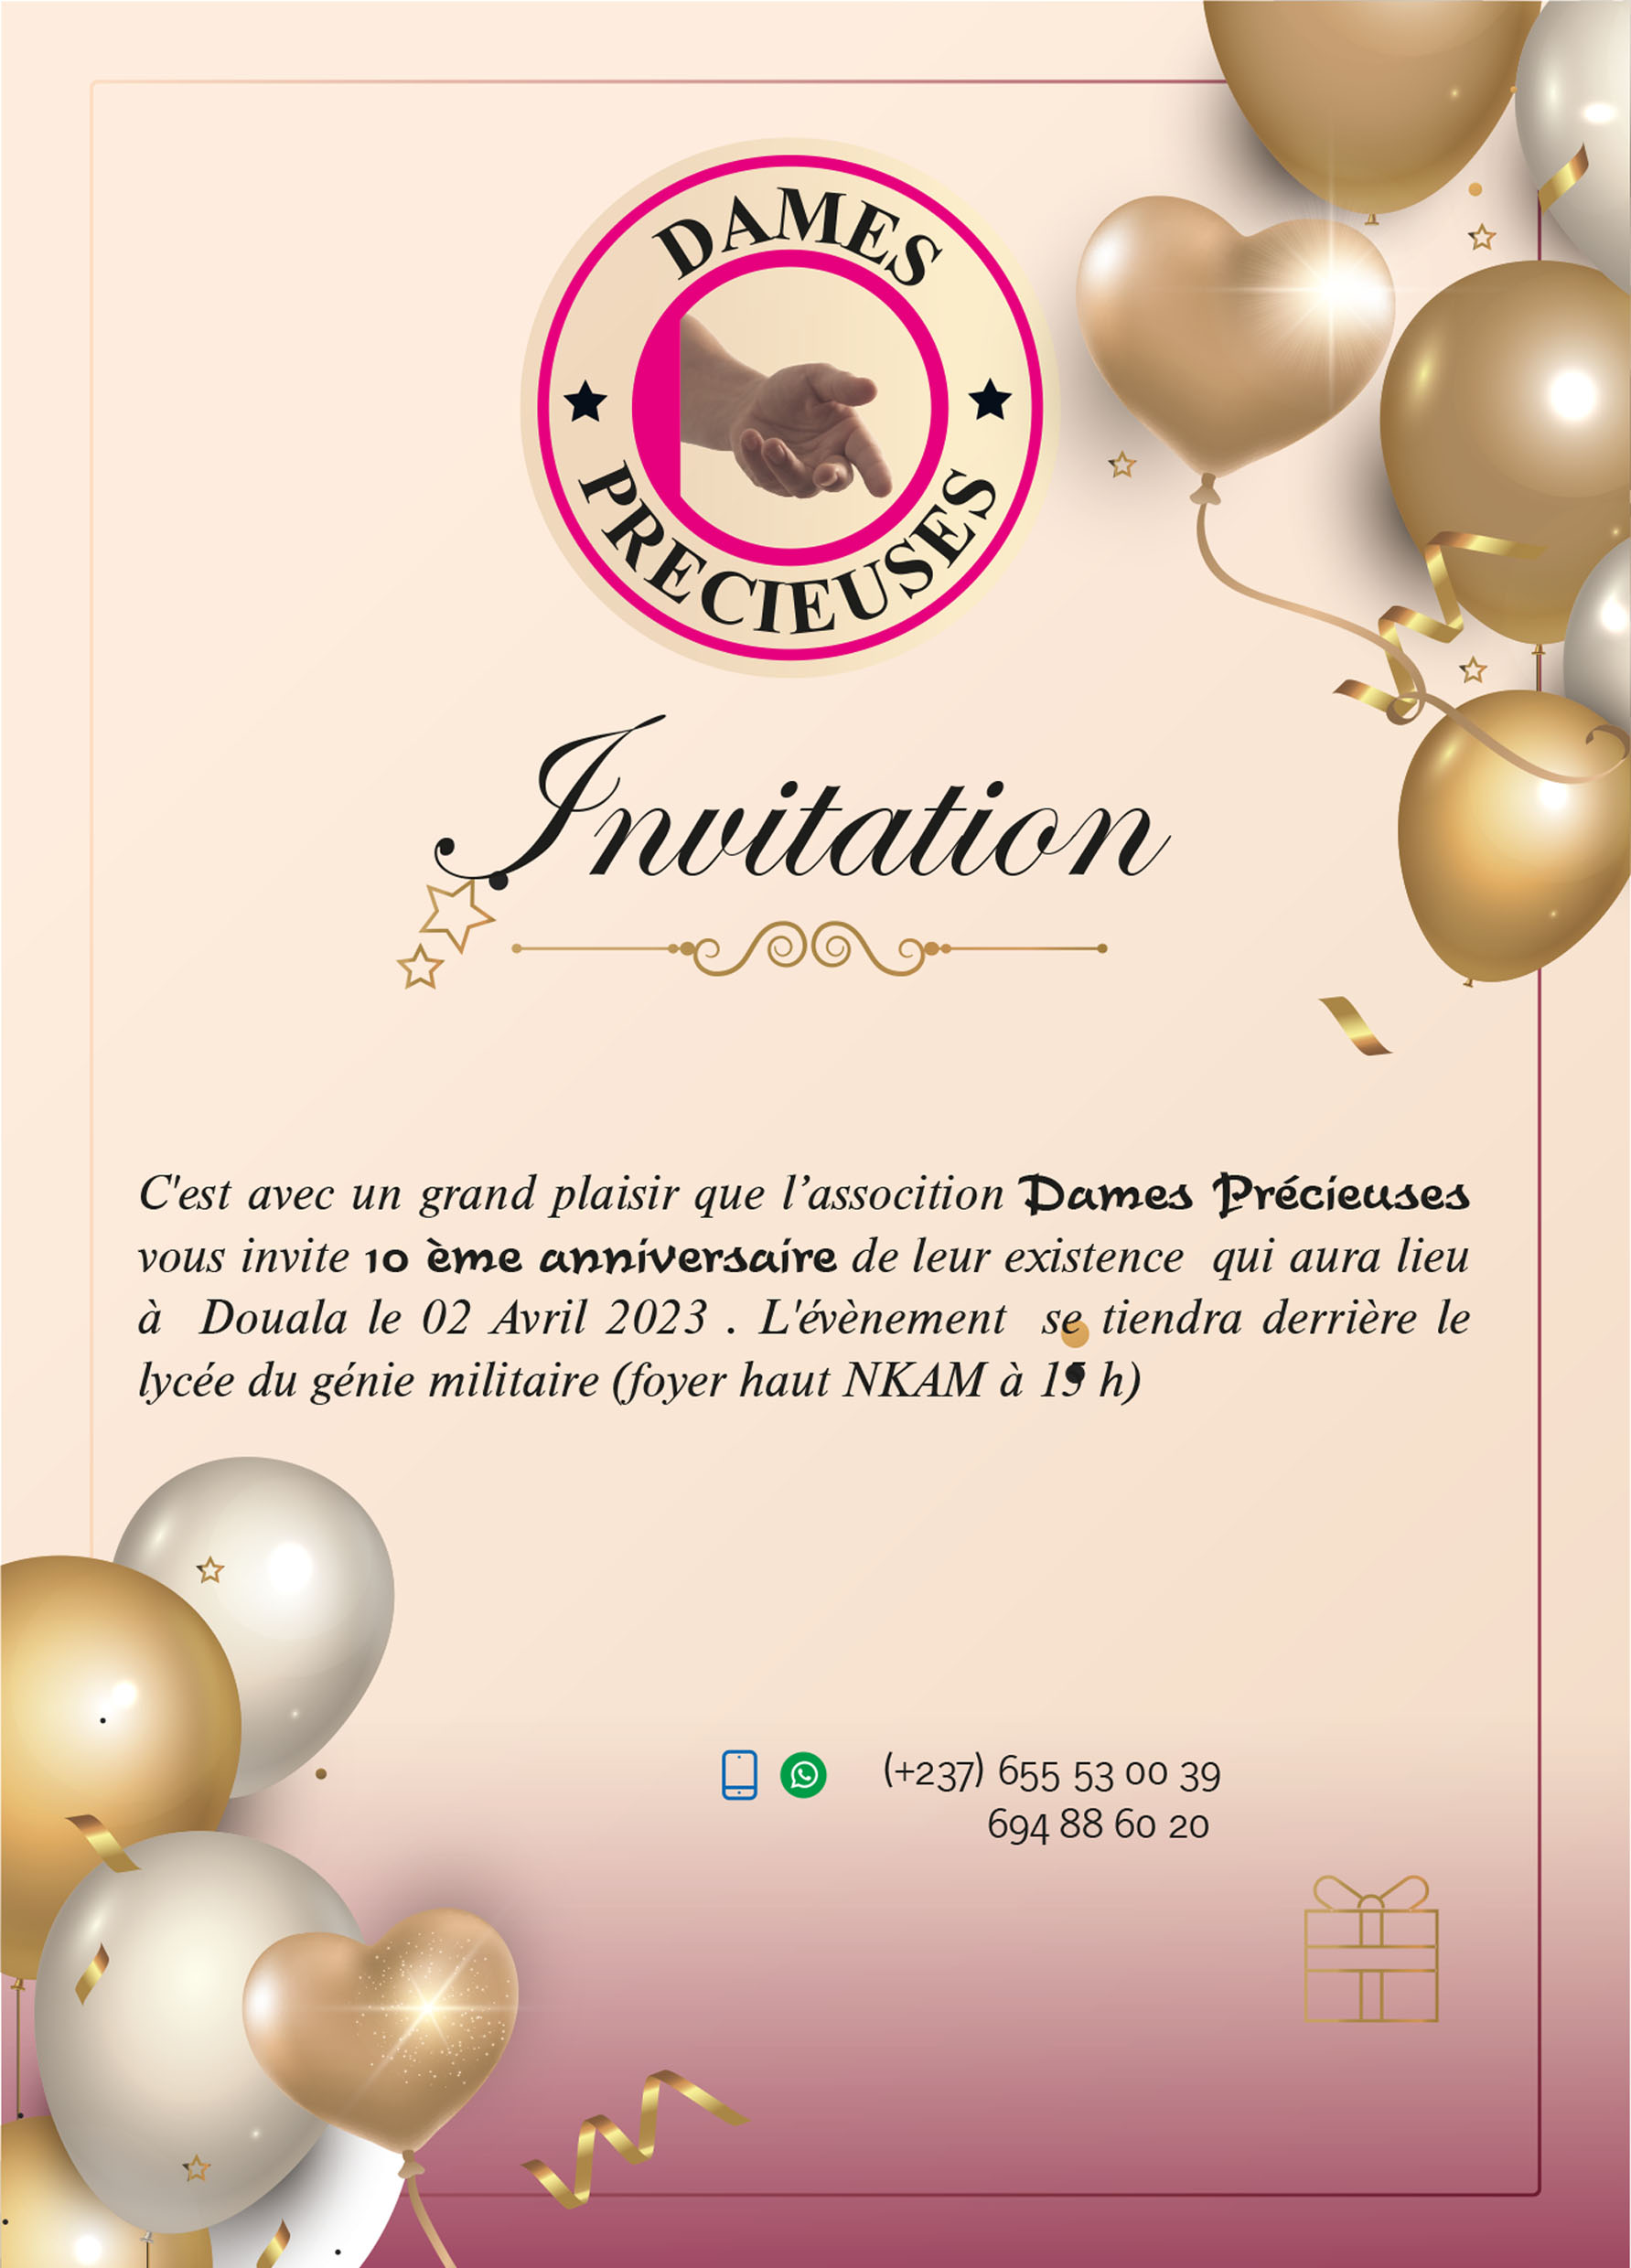 DAMES
PRECIEUSES
Invitation
C'est avec un grand plaisir que l’assocition Dames Précieuses
vous invite 10 ème anniversaire de leur existence qui aura lieu
à Douala le 02 Avril 2023 . L'évènement se tiendra derrière le
lycée du génie militaire (foyer haut NKAM à 15 h)
(+237) 655 53 00 39
694 88 60 20